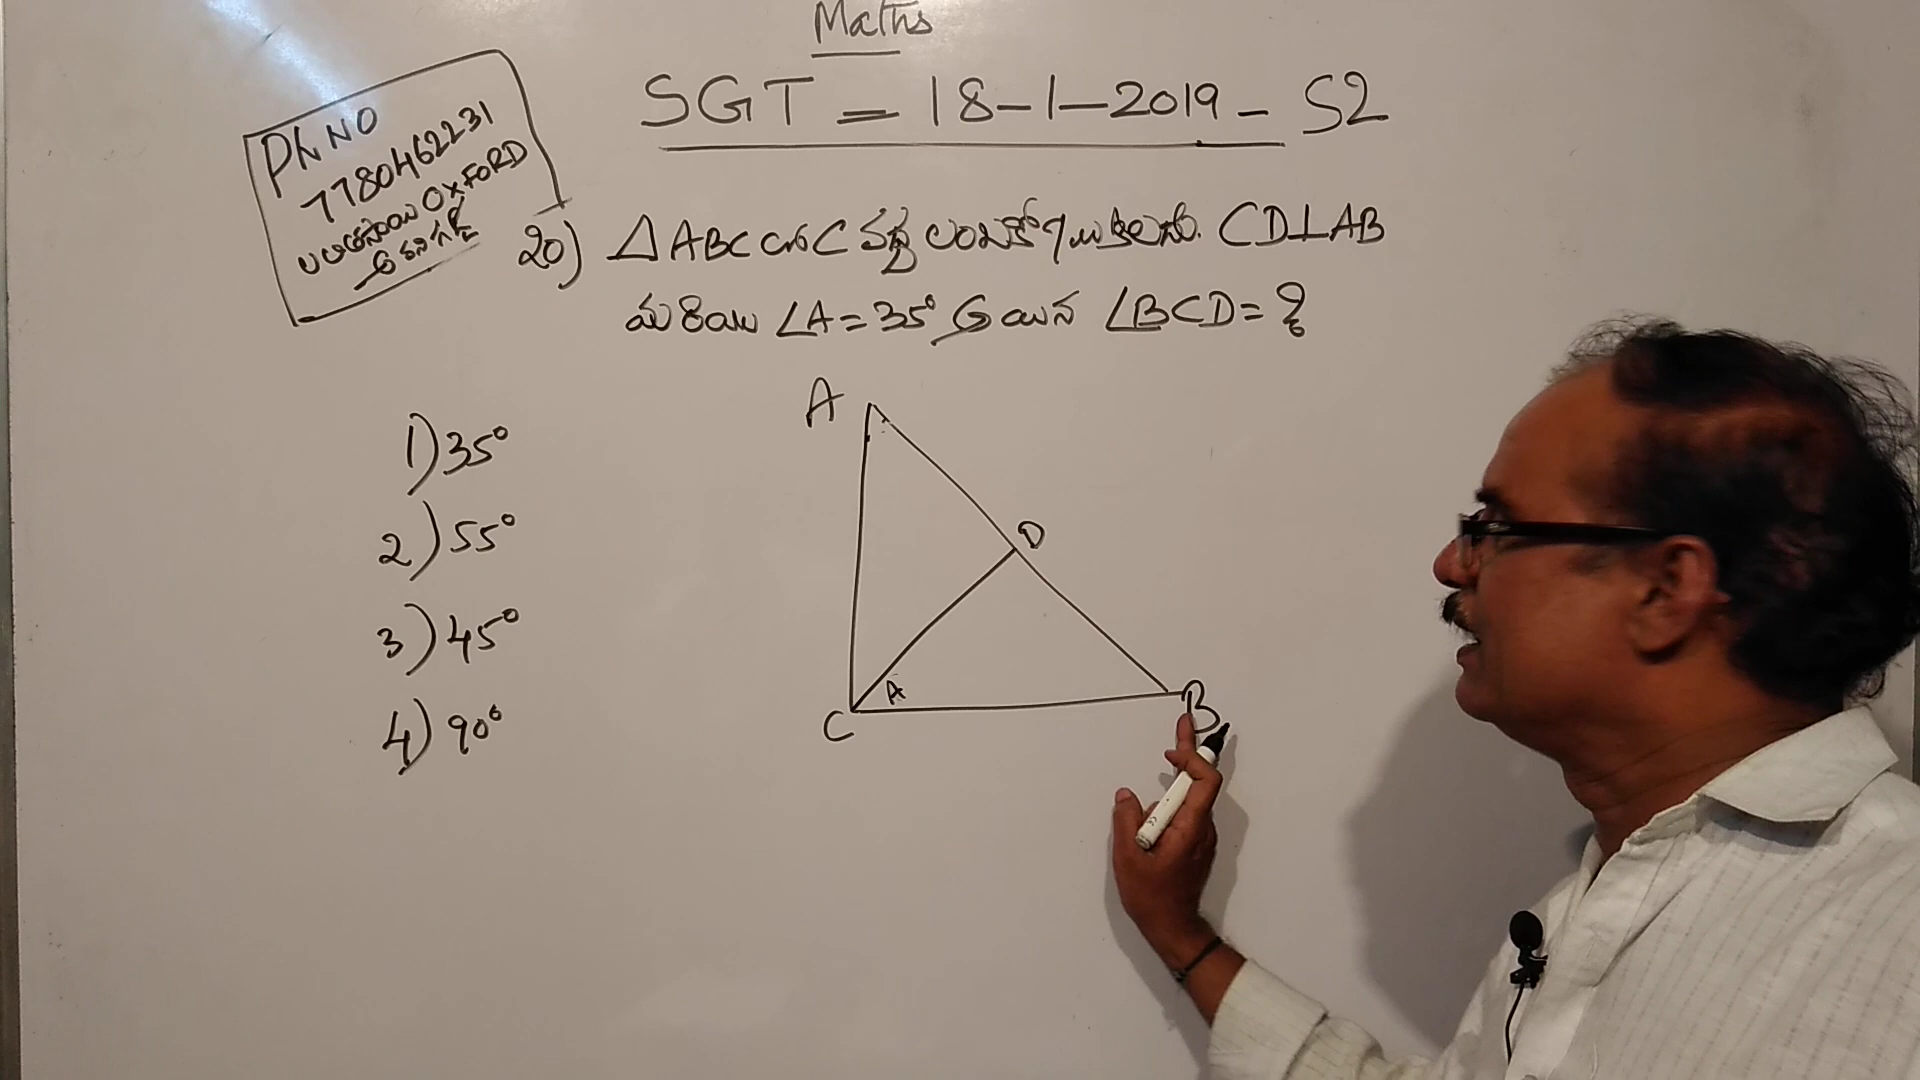 Maths
SGT = 18-1-2019 - S2
Ph NO
7780462231
OXFORD
20) △ABC లో C వద్ద లంబకోణం కలదు. CD⊥AB
మరియు ∠A=35° అయిన ∠BCD=?
1) 35°
2) 55°
3) 45°
4) 90°
A
D
A
C
B